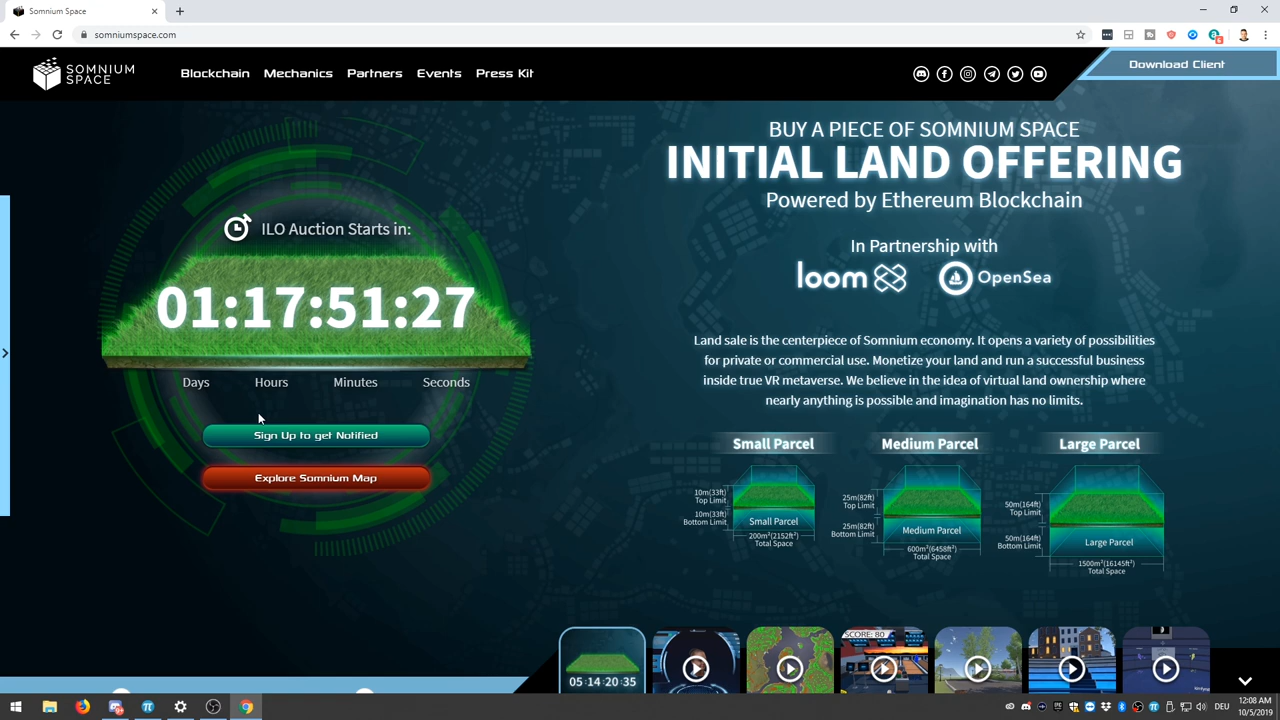 Somnium Space
somniumspace.com
6
SOMNIUM
SPACE
Blockchain
Mechanics
Partners
Events
Press Kit
Download Client
ILO Auction Starts in:
01:17:51:27
Days
Hours
Minutes
Seconds
Sign Up to get Notified
Explore Somnium Map
BUY A PIECE OF SOMNIUM SPACE
INITIAL LAND OFFERING
Powered by Ethereum Blockchain
In Partnership with
loom
OpenSea
Land sale is the centerpiece of Somnium economy. It opens a variety of possibilities
for private or commercial use. Monetize your land and run a successful business
inside true VR metaverse. We believe in the idea of virtual land ownership where
nearly anything is possible and imagination has no limits.
Small Parcel
10m(33ft)
Top Limit
10m(33ft)
Bottom Limit
Small Parcel
200m²(2152ft²)
Total Space
Medium Parcel
25m(82ft)
Top Limit
25m(82ft)
Bottom Limit
Medium Parcel
600m²(6458ft²)
Total Space
Large Parcel
50m(164ft)
Top Limit
50m(164ft)
Bottom Limit
Large Parcel
1500m²(16145ft²)
Total Space
05:14:20:35
SCORE: 80
DEU
12:08 AM
10/5/2019